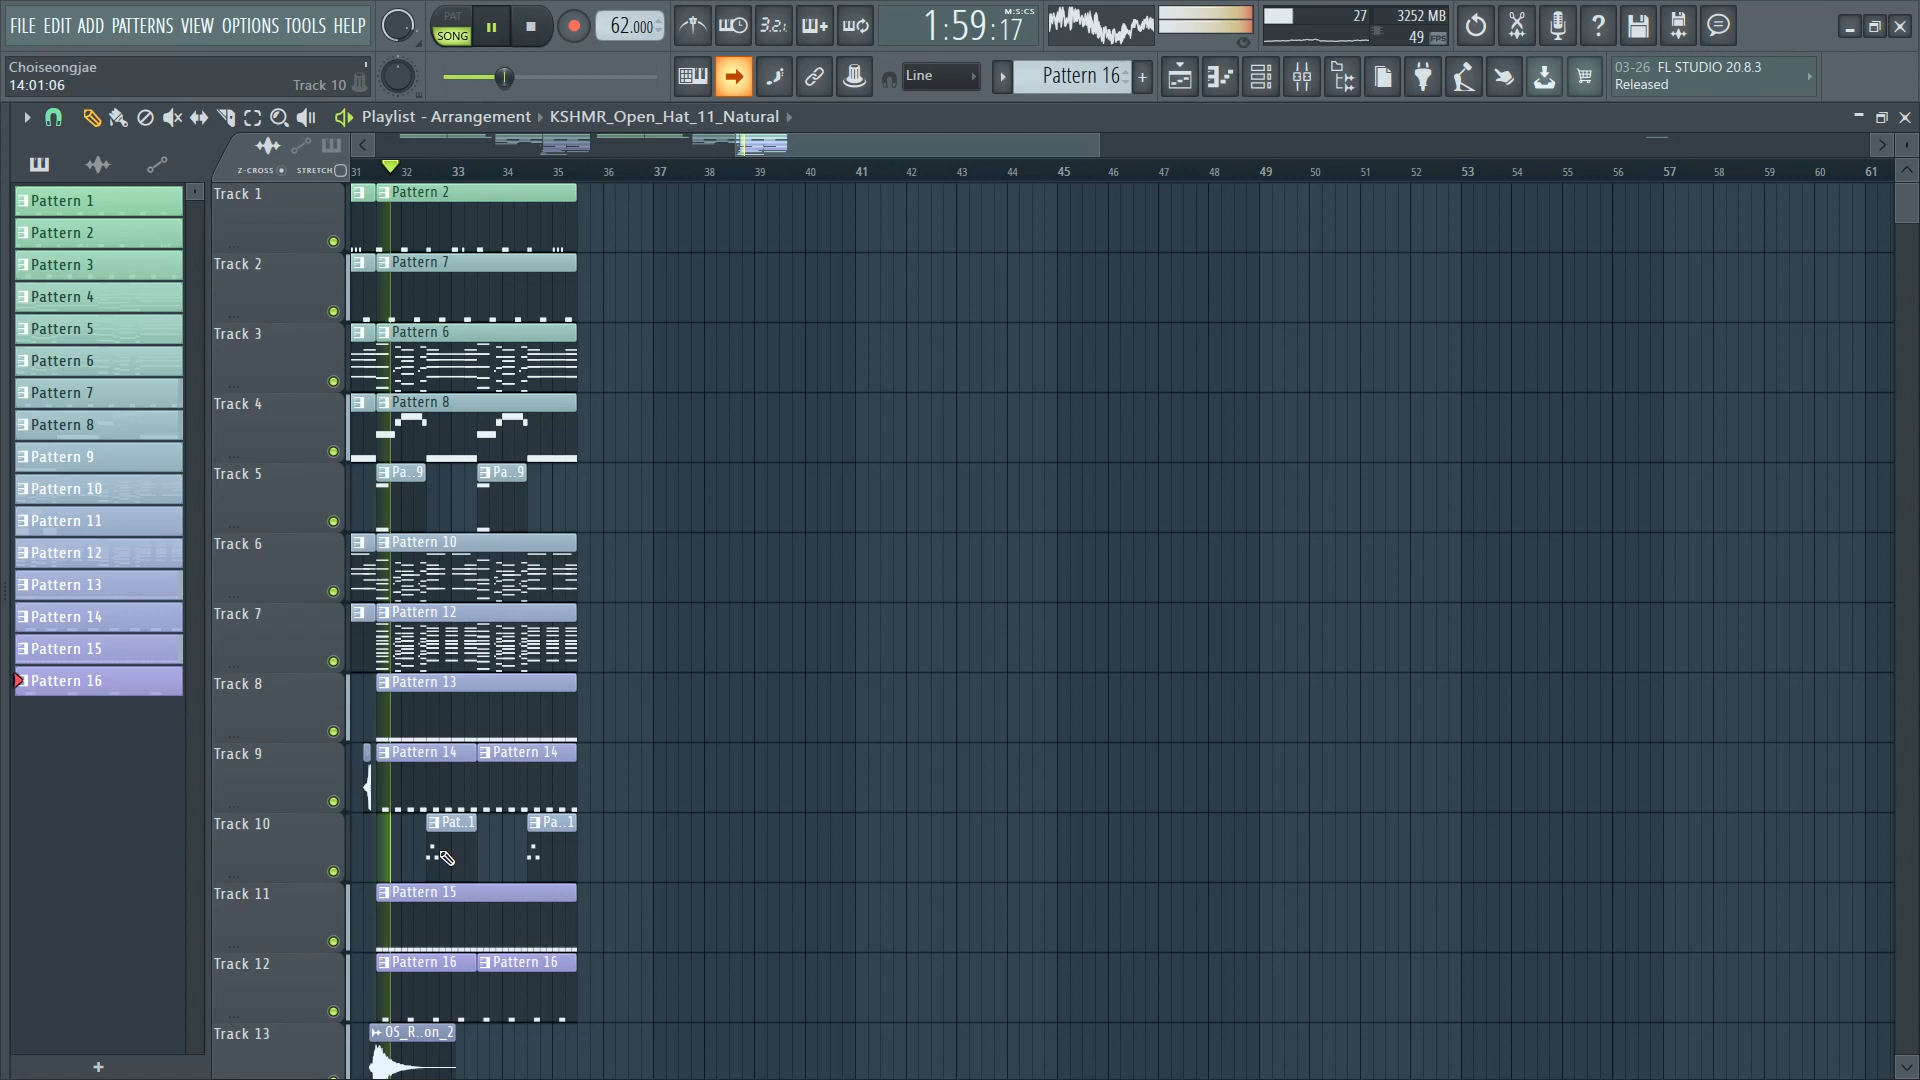 FILE EDIT ADD PATTERNS VIEW OPTIONS TOOLS HELP
PAT
SONG
62.000
3.2.1
1:59:17
M:S:CS
27
3252 MB
49
FPS
Choiseongjae
14:01:06
Track 10
Line
Pattern 16
03-26 FL STUDIO 20.8.3
Released
Playlist - Arrangement › KSHMR_Open_Hat_11_Natural
Z-CROSS
STRETCH
31 32 33 34 35 36 37 38 39 40 41 42 43 44 45 46 47 48 49 50 51 52 53 54 55 56 57 58 59 60 61
Pattern 1
Pattern 2
Pattern 3
Pattern 4
Pattern 5
Pattern 6
Pattern 7
Pattern 8
Pattern 9
Pattern 10
Pattern 11
Pattern 12
Pattern 13
Pattern 14
Pattern 15
Pattern 16
Track 1
Pattern 2
Track 2
Pattern 7
Track 3
Pattern 6
Track 4
Pattern 8
Track 5
Pa..9
Pa..9
Track 6
Pattern 10
Track 7
Pattern 12
Track 8
Pattern 13
Track 9
Pattern 14
Pattern 14
Track 10
Pat..1
Pa..1
Track 11
Pattern 15
Track 12
Pattern 16
Pattern 16
Track 13
OS_R..on_2